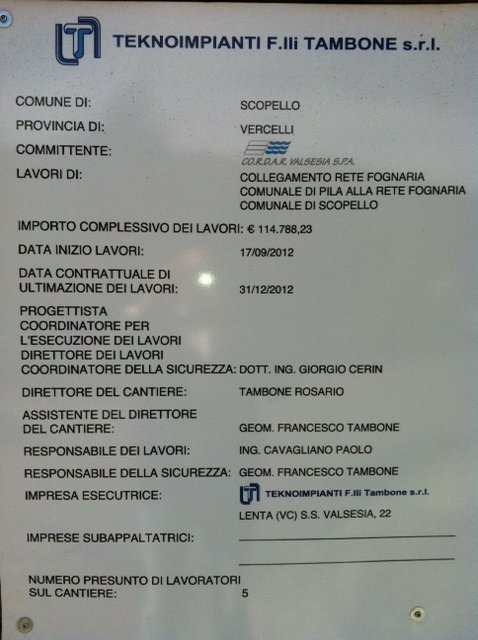 TEKNOIMPIANTI F.lli TAMBONE s.r.l.
COMUNE DI: SCOPELLO
PROVINCIA DI: VERCELLI
COMMITTENTE: CO.R.D.A.R. VALSESIA S.P.A.
LAVORI DI: COLLEGAMENTO RETE FOGNARIA
COMUNALE DI PILA ALLA RETE FOGNARIA
COMUNALE DI SCOPELLO
IMPORTO COMPLESSIVO DEI LAVORI: € 114.788,23
DATA INIZIO LAVORI: 17/09/2012
DATA CONTRATTUALE DI
ULTIMAZIONE DEI LAVORI: 31/12/2012
PROGETTISTA
COORDINATORE PER
L'ESECUZIONE DEI LAVORI
DIRETTORE DEI LAVORI
COORDINATORE DELLA SICUREZZA: DOTT. ING. GIORGIO CERIN
DIRETTORE DEL CANTIERE: TAMBONE ROSARIO
ASSISTENTE DEL DIRETTORE
DEL CANTIERE: GEOM. FRANCESCO TAMBONE
RESPONSABILE DEI LAVORI: ING. CAVAGLIANO PAOLO
RESPONSABILE DELLA SICUREZZA: GEOM. FRANCESCO TAMBONE
IMPRESA ESECUTRICE: TEKNOIMPIANTI F.lli Tambone s.r.l.
LENTA (VC) S.S. VALSESIA, 22
IMPRESE SUBAPPALTATRICI:
NUMERO PRESUNTO DI LAVORATORI
SUL CANTIERE: 5